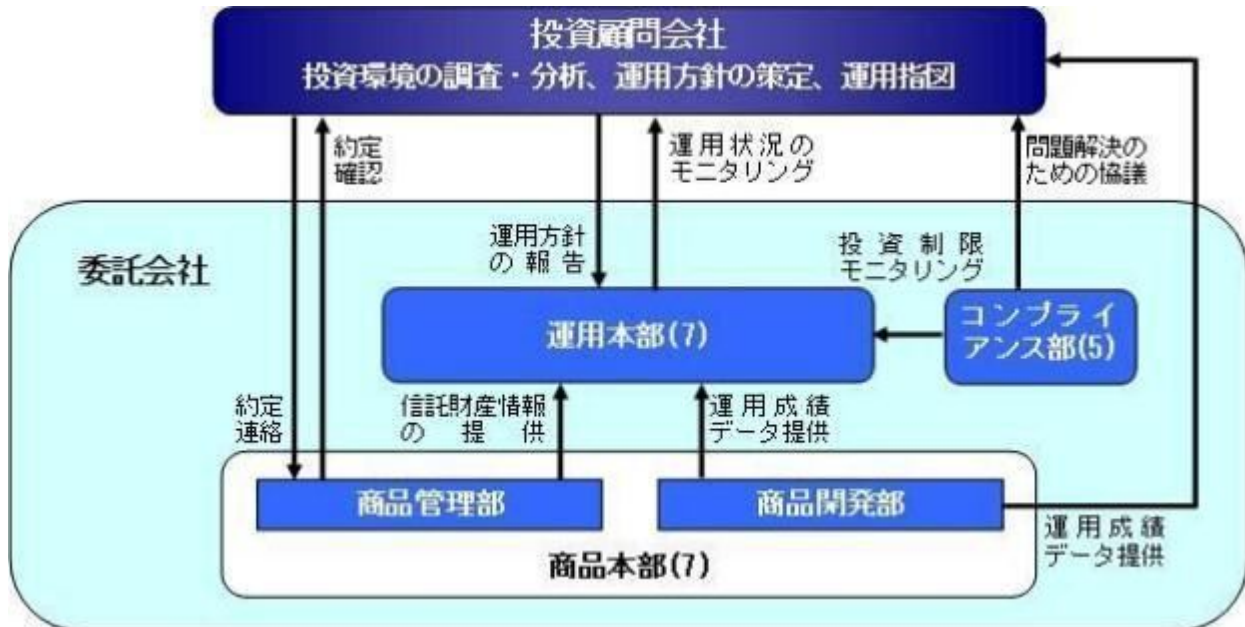 投資顧問会社
投資環境の調査・分析、運用方針の策定、運用指図
約定
確認
運用状況の
モニタリング
問題解決の
ための協議
運用方針
の報告
投資制限
モニタリング
委託会社
運用本部(7)
コンプライ
アンス部(5)
約定
連絡
信託財産情報
の提供
運用成績
データ提供
商品管理部
商品開発部
運用成績
データ提供
商品本部(7)